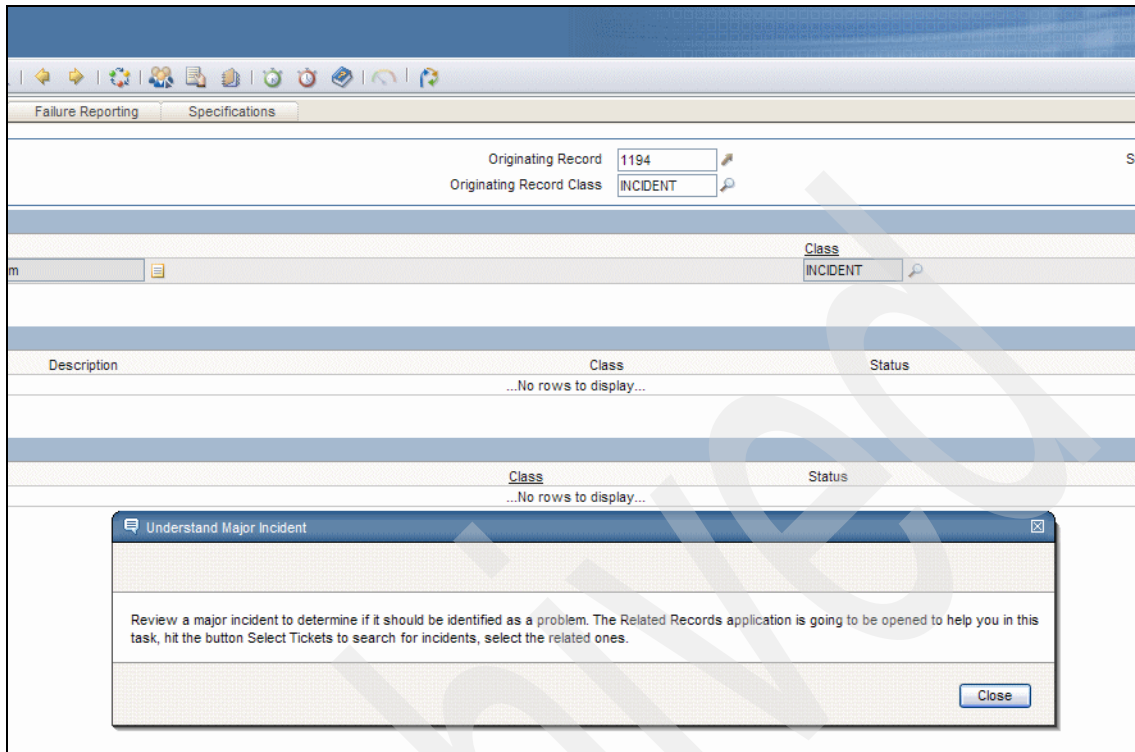 Failure Reporting Specifications
Originating Record 1194 S
Originating Record Class INCIDENT
Class
m INCIDENT
Description Class Status
...No rows to display...
Class Status
...No rows to display...
Understand Major Incident
Review a major incident to determine if it should be identified as a problem. The Related Records application is going to be opened to help you in this
task, hit the button Select Tickets to search for incidents, select the related ones.
Close
hived